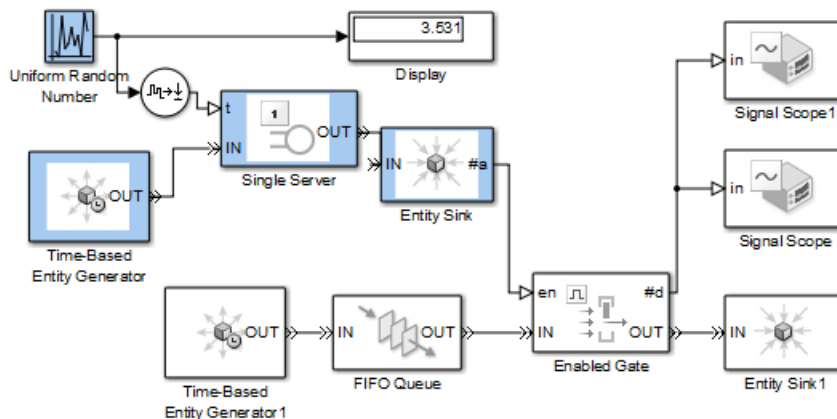 3.531
Display
Uniform Random
Number
t
1
OUT
IN
Single Server
OUT
Time-Based
Entity Generator
IN
#a
Entity Sink
in
Signal Scope1
in
Signal Scope
en
#d
IN
OUT
Enabled Gate
OUT
Time-Based
Entity Generator1
IN
OUT
FIFO Queue
IN
Entity Sink1